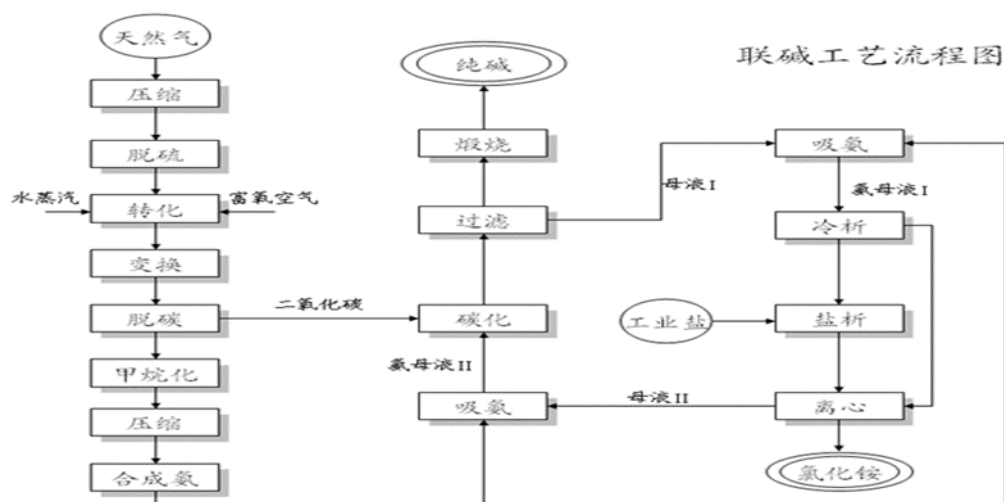 联碱工艺流程图
天然气
压缩
脱硫
水蒸汽
转化
富氧空气
变换
脱碳
二氧化碳
甲烷化
压缩
合成氨
纯碱
煅烧
过滤
母液I
碳化
氨母液II
吸氨
母液II
吸氨
氨母液I
冷析
工业盐
盐析
离心
氯化铵